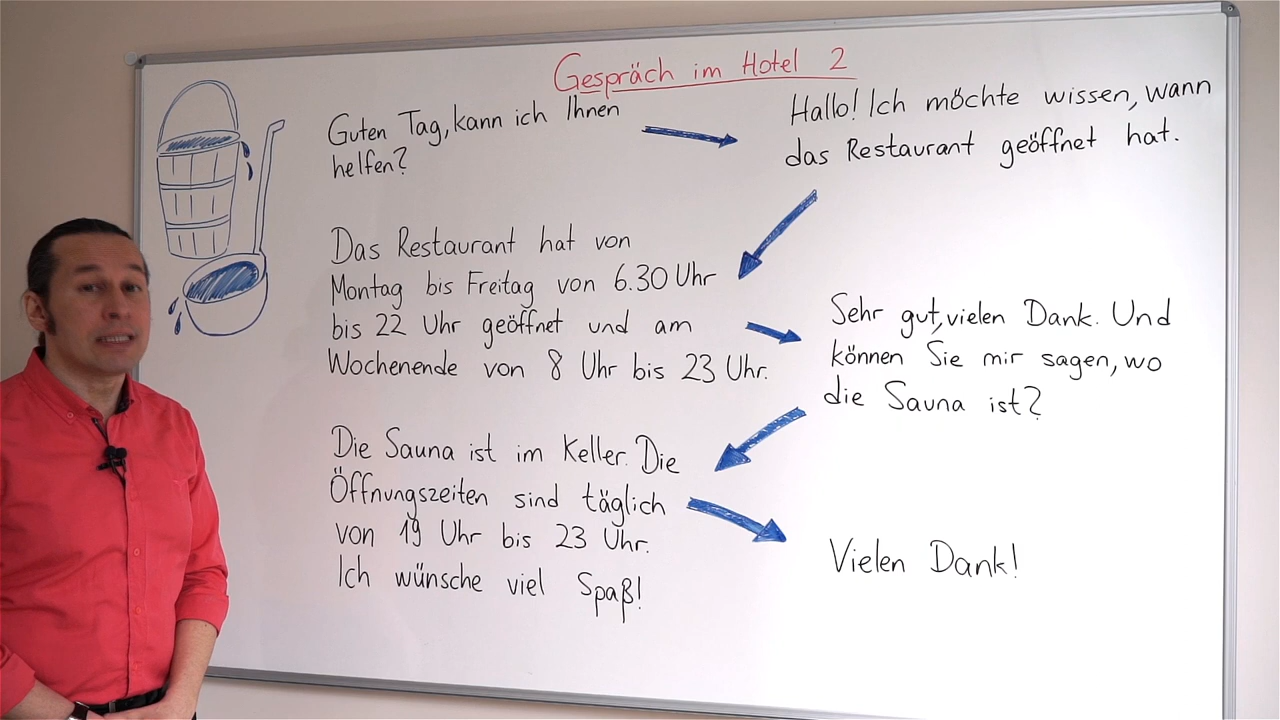 Gespräch im Hotel 2
Guten Tag, kann ich Ihnen
helfen?
Hallo! Ich möchte wissen, wann
das Restaurant geöffnet hat.
Das Restaurant hat von
Montag bis Freitag von 6.30 Uhr
bis 22 Uhr geöffnet und am
Wochenende von 8 Uhr bis 23 Uhr.
Sehr gut, vielen Dank. Und
können Sie mir sagen, wo
die Sauna ist?
Die Sauna ist im Keller. Die
Öffnungszeiten sind täglich
von 19 Uhr bis 23 Uhr.
Ich wünsche viel Spaß!
Vielen Dank!